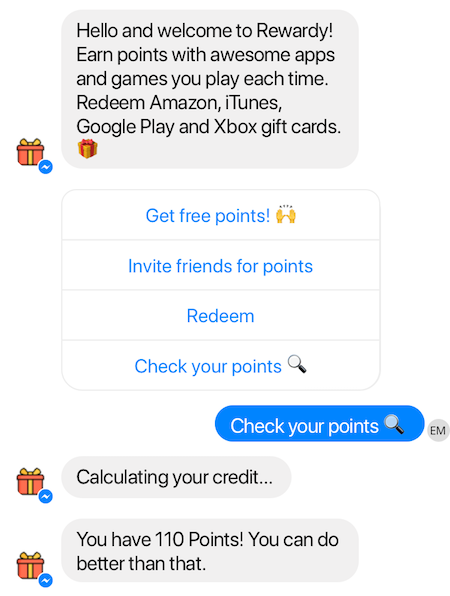 Hello and welcome to Rewardy!
Earn points with awesome apps
and games you play each time.
Redeem Amazon, iTunes,
Google Play and Xbox gift cards.
🎁
Get free points! 🙌
Invite friends for points
Redeem
Check your points 🔍
Check your points 🔍
EM
Calculating your credit...
You have 110 Points! You can do
better than that.